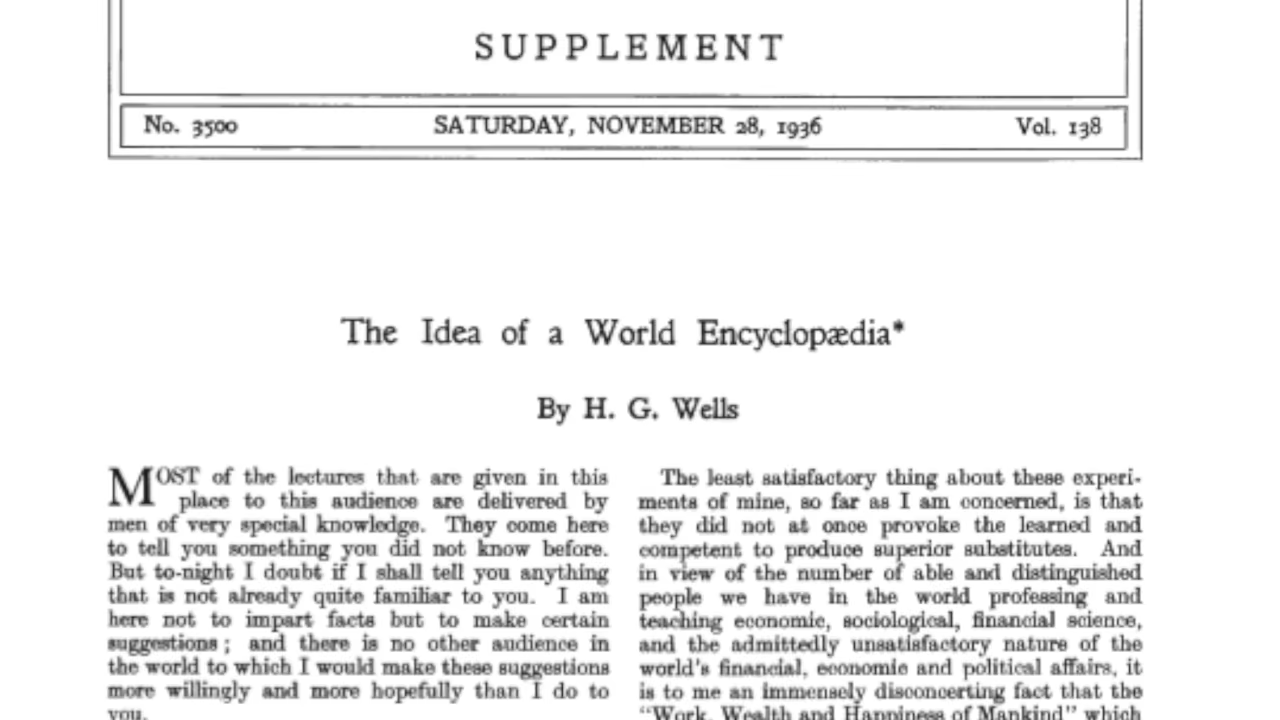 SUPPLEMENT
No. 3500 SATURDAY, NOVEMBER 28, 1936 Vol. 138
The Idea of a World Encyclopædia*
By H. G. Wells
MOST of the lectures that are given in this
place to this audience are delivered by
men of very special knowledge. They come here
to tell you something you did not know before.
But to-night I doubt if I shall tell you anything
that is not already quite familiar to you. I am
here not to impart facts but to make certain
suggestions; and there is no other audience in
the world to which I would make these suggestions
more willingly and more hopefully than I do to
you.
The least satisfactory thing about these experi-
ments of mine, so far as I am concerned, is that
they did not at once provoke the learned and
competent to produce superior substitutes. And
in view of the number of able and distinguished
people we have in the world professing and
teaching economic, sociological, financial science,
and the admittedly unsatisfactory nature of the
world's financial, economic and political affairs, it
is to me an immensely disconcerting fact that the
"Work, Wealth and Happiness of Mankind" which